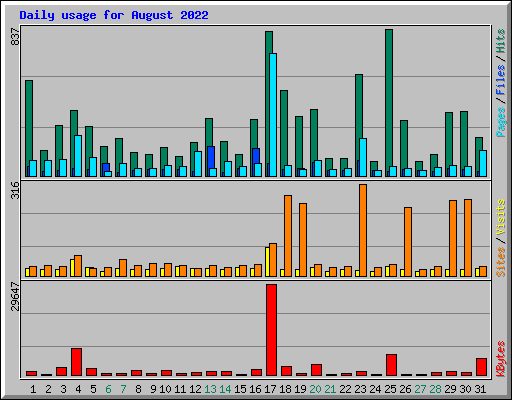 Daily usage for August 2022
837
Pages / Files / Hits
316
Sites / Visits
29647
KBytes
1 2 3 4 5 6 7 8 9 10 11 12 13 14 15 16 17 18 19 20 21 22 23 24 25 26 27 28 29 30 31